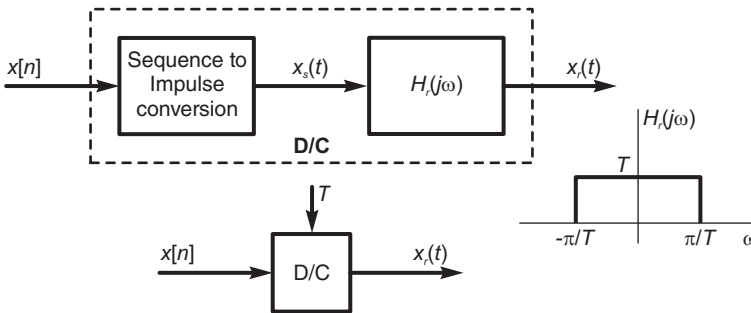 x[n]
Sequence to
Impulse
conversion
xₛ(t)
Hᵣ(jω)
xᵣ(t)
D/C
Hᵣ(jω)
T
-π/T
π/T
ω
T
x[n]
D/C
xᵣ(t)